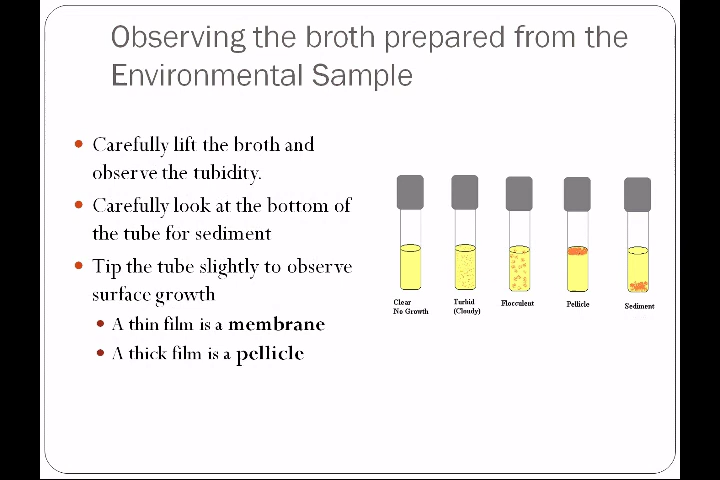 Observing the broth prepared from the
Environmental Sample
• Carefully lift the broth and
observe the tubidity.
• Carefully look at the bottom of
the tube for sediment
• Tip the tube slightly to observe
surface growth
• A thin film is a membrane
• A thick film is a pellicle
Clear
No Growth
Turbid
(Cloudy)
Flocculent
Pellicle
Sediment